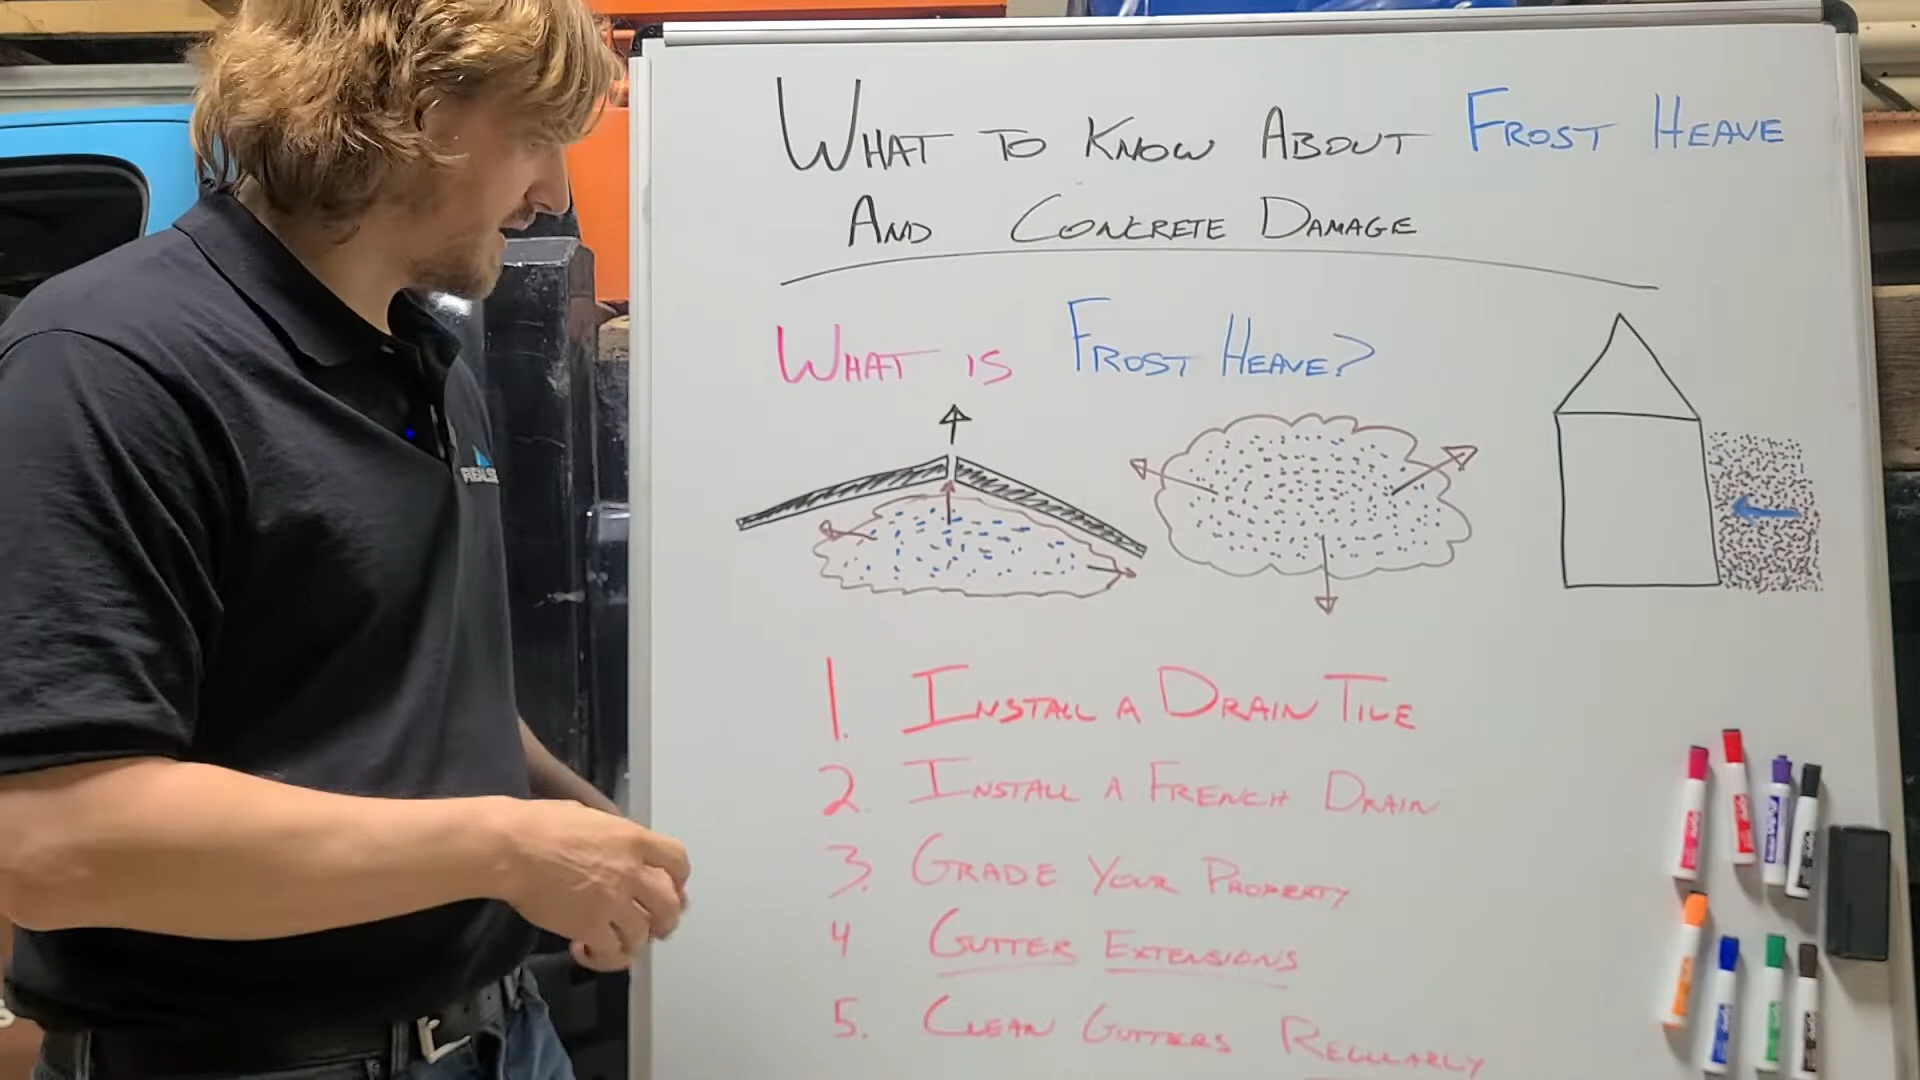 WHAT TO KNOW ABOUT FROST HEAVE
AND CONCRETE DAMAGE
WHAT IS FROST HEAVE?
1. INSTALL A DRAIN TILE
2. INSTALL A FRENCH DRAIN
3. GRADE YOUR PROPERTY
4 GUTTER EXTENSIONS
5. CLEAN GUTTERS REGULARLY